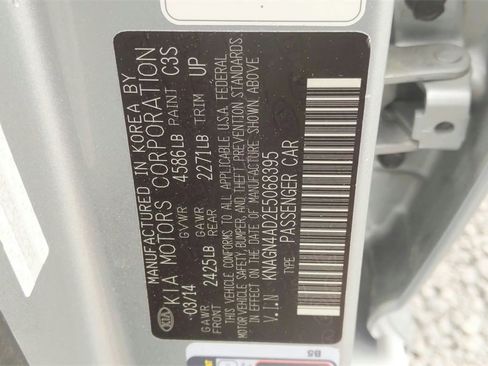 MANUFACTURED IN KOREA BY
KIA KIA MOTORS CORPORATION
03/14 GVWR 4586LB PAINT C3S
GAWR FRONT 2425LB GAWR REAR 2271LB TRIM UP
THIS VEHICLE CONFORMS TO ALL APPLICABLE U.S.A. FEDERAL
MOTOR VEHICLE SAFETY, BUMPER, AND THEFT PREVENTION STANDARDS
IN EFFECT ON THE DATE OF MANUFACTURE SHOWN ABOVE
V.I.N KNAGN4AD2E5068395
TYPE PASSENGER CAR
B5